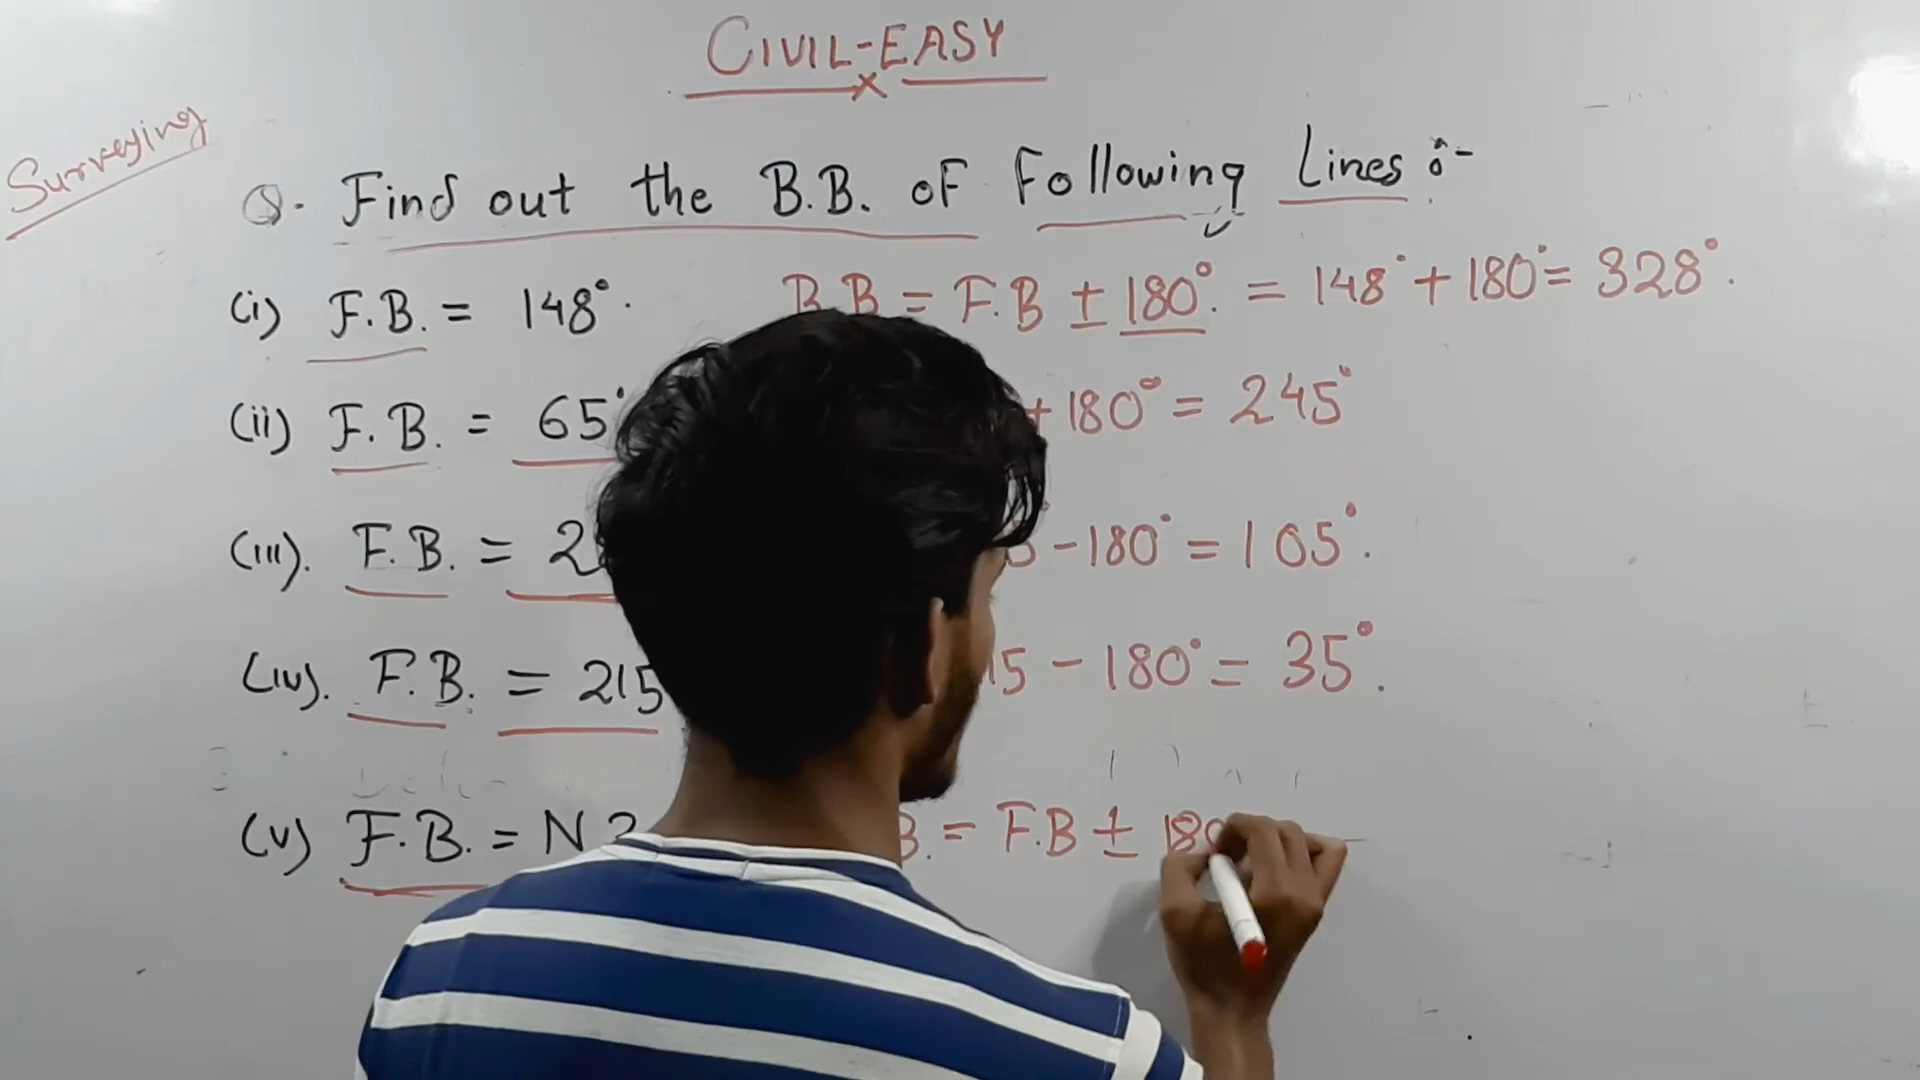 CIVIL-EASY
Surveying
Q. Find out the B.B. of Following Lines :-
(i) F.B. = 148°. B.B = F.B ± 180°. = 148° + 180° = 328°.
(ii) F.B. = 65° + 180° = 245°
(iii). F.B. = 2 - 180° = 105°.
(iv). F.B. = 215 15 - 180° = 35°.
(v) F.B. = N B. = F.B ± 180